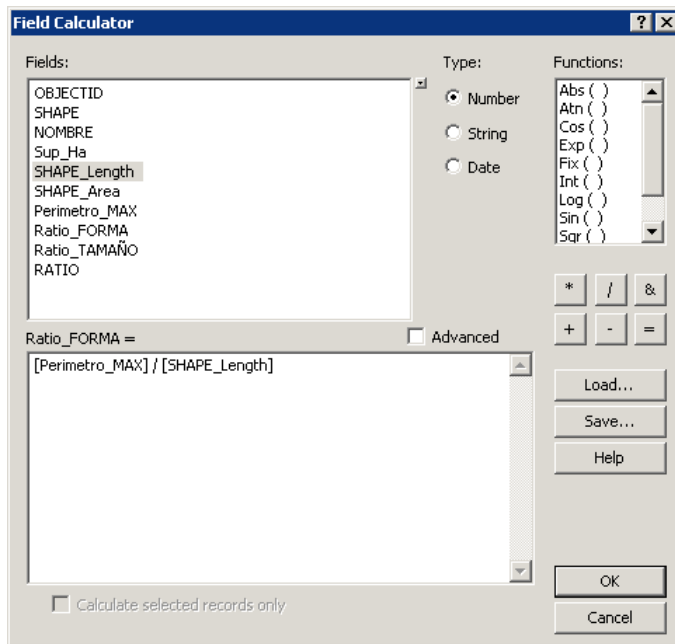 Field Calculator
Fields:
Type:
Functions:
OBJECTID
SHAPE
NOMBRE
Sup_Ha
SHAPE_Length
SHAPE_Area
Perimetro_MAX
Ratio_FORMA
Ratio_TAMAÑO
RATIO
Number
String
Date
Abs ( )
Atn ( )
Cos ( )
Exp ( )
Fix ( )
Int ( )
Log ( )
Sin ( )
Sqr ( )
* / &
+ - =
Ratio_FORMA =
Advanced
[Perimetro_MAX] / [SHAPE_Length]
Load...
Save...
Help
Calculate selected records only
OK
Cancel